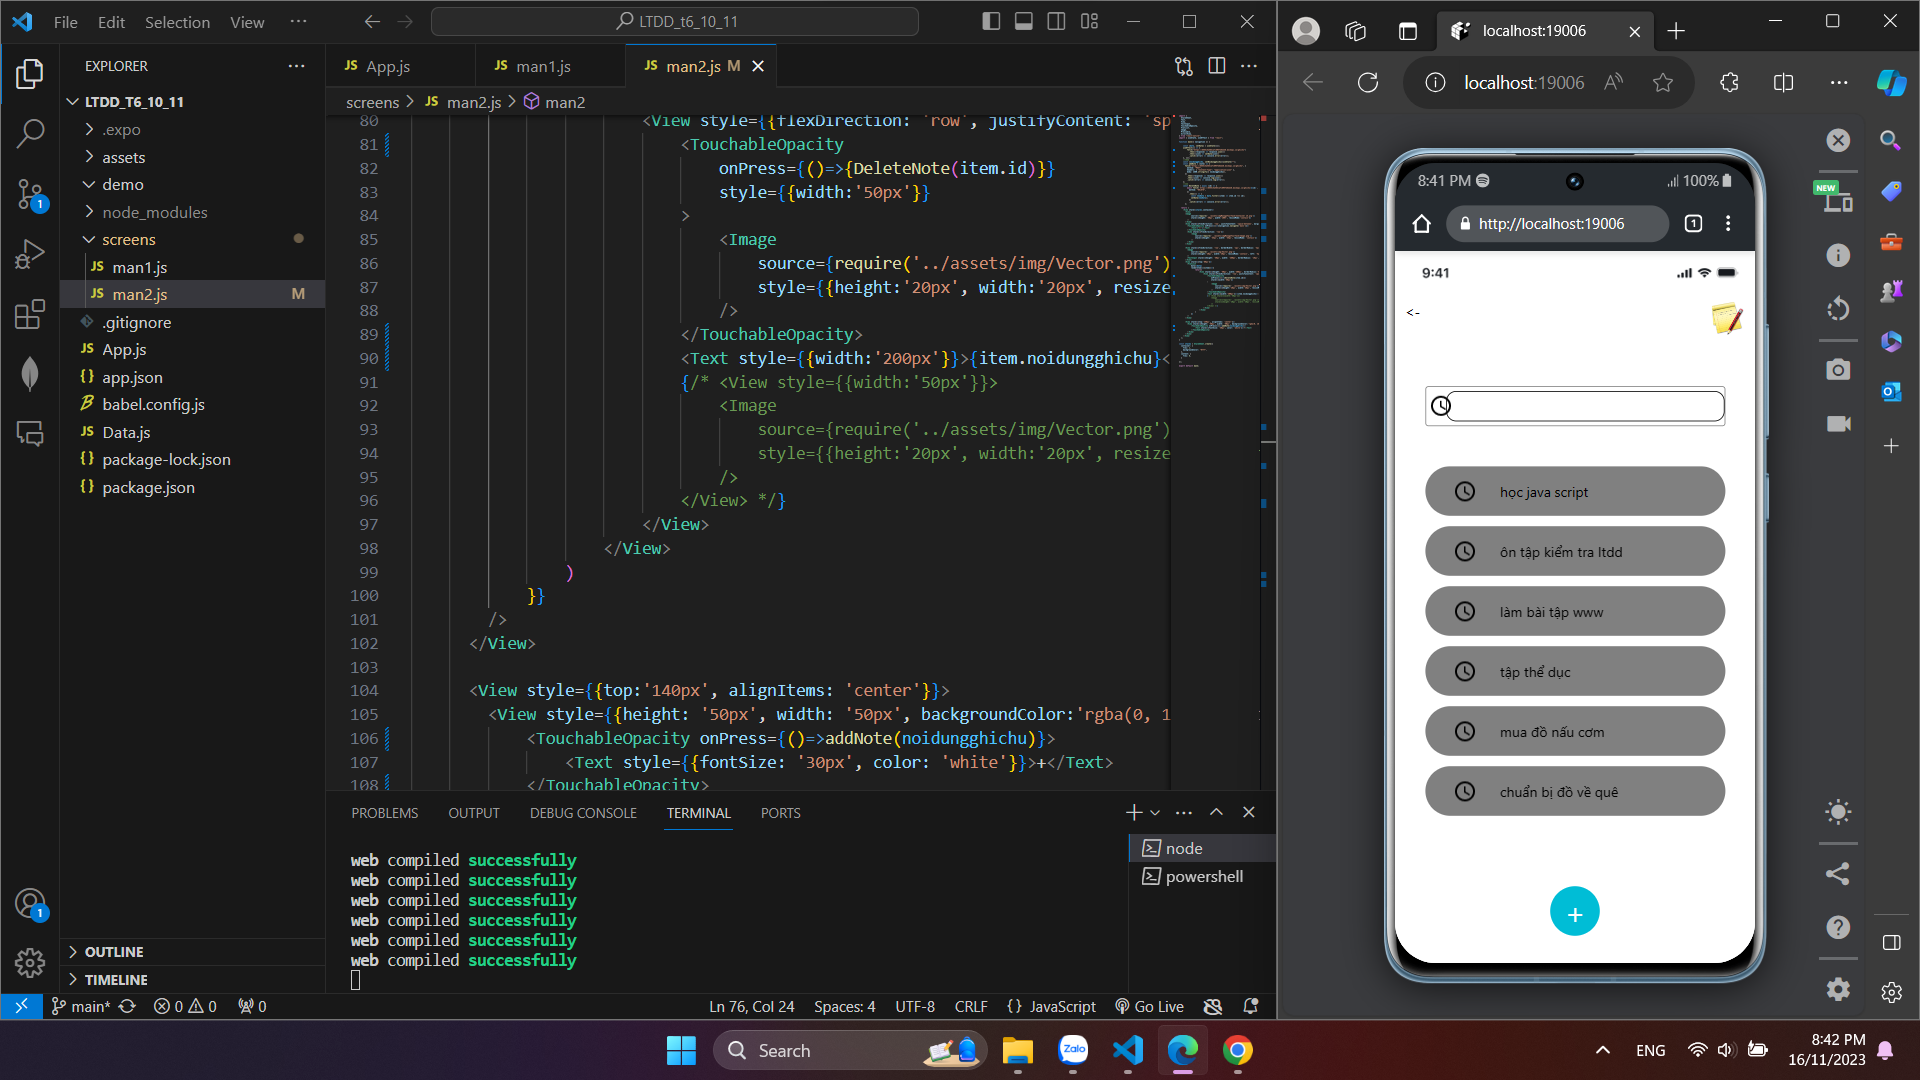 File Edit Selection View ···
LTDD_t6_10_11
EXPLORER
LTDD_T6_10_11
.expo
assets
demo
node_modules
screens
JS man1.js
JS man2.js M
.gitignore
JS App.js
{} app.json
babel.config.js
JS Data.js
{} package-lock.json
{} package.json
OUTLINE
TIMELINE
1
1
JS App.js
JS man1.js
JS man2.js M
screens > JS man2.js > man2
80 <View style={{flexDirection: 'row', justifyContent: 'sp
81 <TouchableOpacity
82 onPress={()=>{DeleteNote(item.id)}}
83 style={{width:'50px'}}
84 >
85 <Image
86 source={require('../assets/img/Vector.png')
87 style={{height:'20px', width:'20px', resize
88 />
89 </TouchableOpacity>
90 <Text style={{width:'200px'}}>{item.noidungghichu}<
91 {/* <View style={{width:'50px'}}>
92 <Image
93 source={require('../assets/img/Vector.png')
94 style={{height:'20px', width:'20px', resize
95 />
96 </View> */}
97 </View>
98 </View>
99 )
100 }}
101 />
102 </View>
103
104 <View style={{top:'140px', alignItems: 'center'}}>
105 <View style={{height: '50px', width: '50px', backgroundColor:'rgba(0, 1
106 <TouchableOpacity onPress={()=>addNote(noidungghichu)}>
107 <Text style={{fontSize: '30px', color: 'white'}}>+</Text>
108 </TouchableOpacity>
PROBLEMS OUTPUT DEBUG CONSOLE TERMINAL PORTS
web compiled successfully
web compiled successfully
web compiled successfully
web compiled successfully
web compiled successfully
web compiled successfully
node
powershell
main* 0 0 0
Ln 76, Col 24 Spaces: 4 UTF-8 CRLF {} JavaScript Go Live
localhost:19006
localhost:19006
NEW
8:41 PM 100%
http://localhost:19006 1
9:41
<-
học java script
ôn tập kiểm tra ltdd
làm bài tập www
tập thể dục
mua đồ nấu cơm
chuẩn bị đồ về quê
+
Search
Zalo
ENG
8:42 PM
16/11/2023